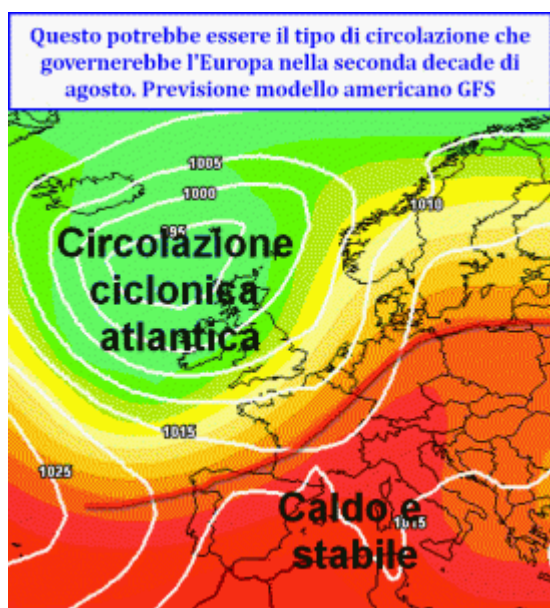 Questo potrebbe essere il tipo di circolazione che
governerebbe l'Europa nella seconda decade di
agosto. Previsione modello americano GFS
1005
1000
1010
995
Circolazione
ciclonica
atlantica
1015
1025
Caldo e
1015
stabile